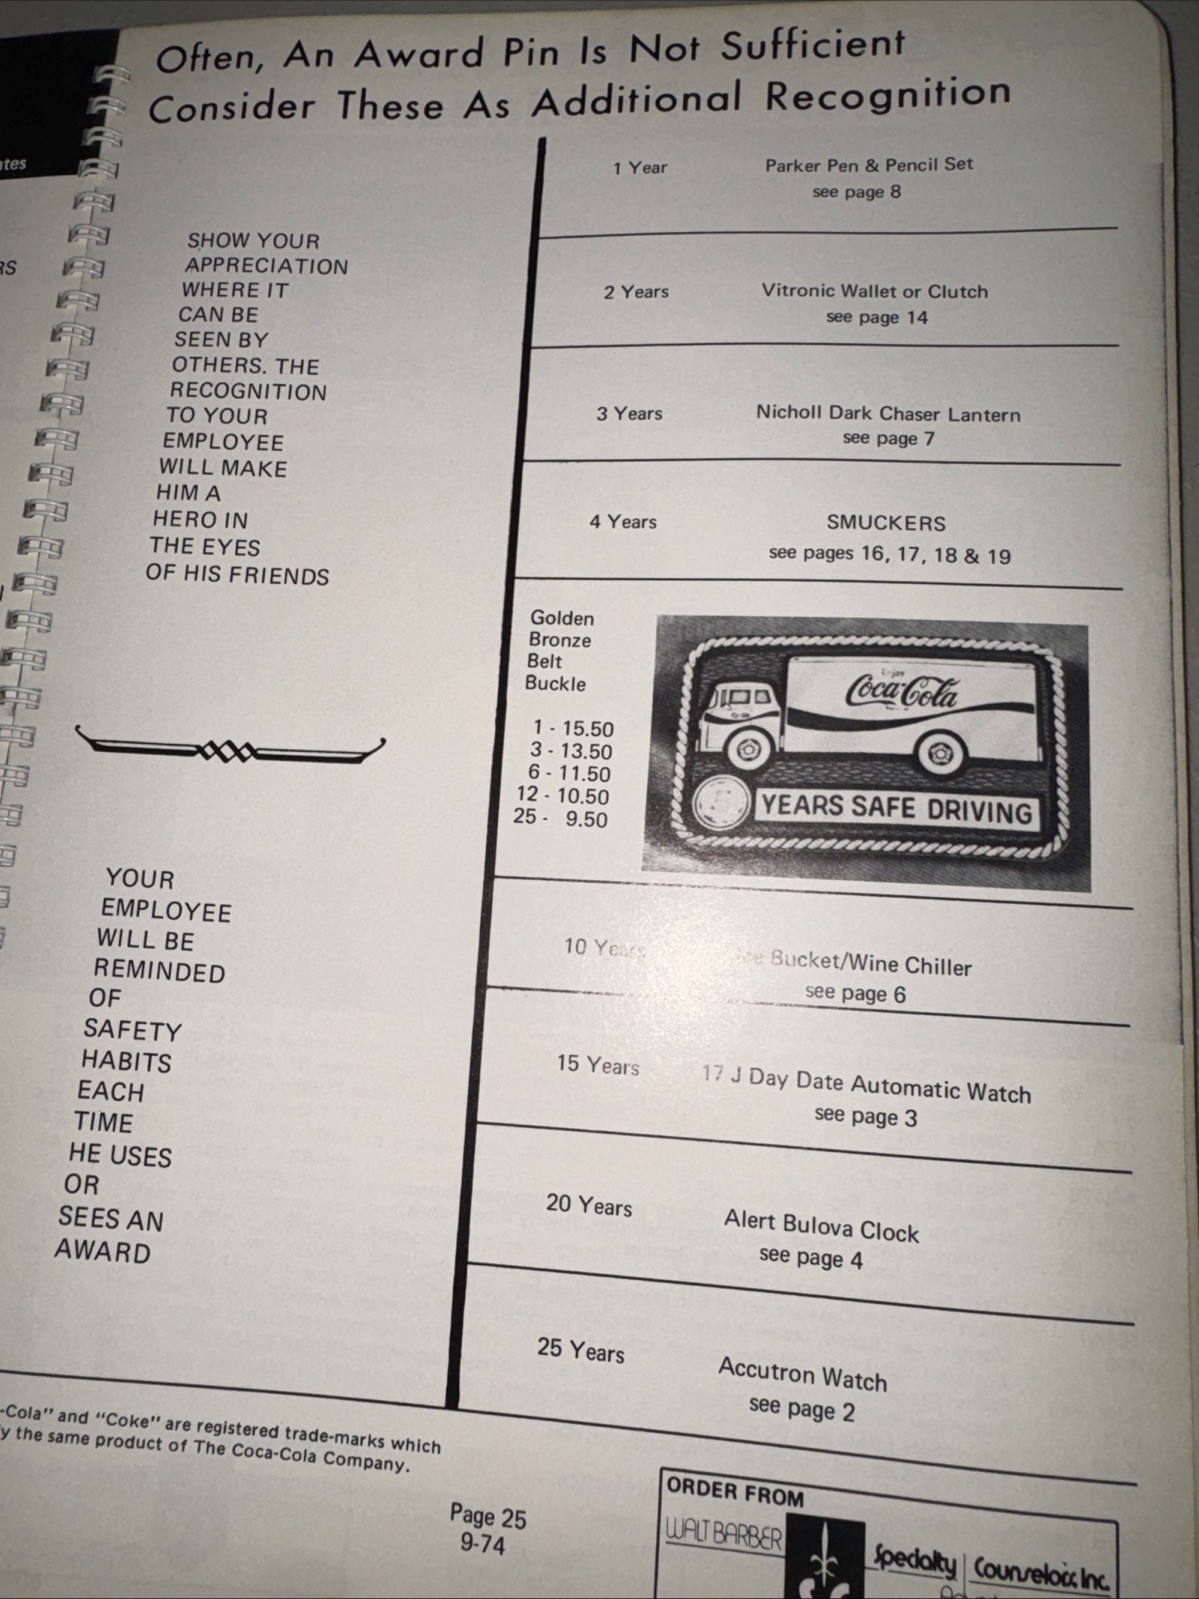 Often, An Award Pin Is Not Sufficient
Consider These As Additional Recognition
SHOW YOUR
APPRECIATION
WHERE IT
CAN BE
SEEN BY
OTHERS. THE
RECOGNITION
TO YOUR
EMPLOYEE
WILL MAKE
HIM A
HERO IN
THE EYES
OF HIS FRIENDS
YOUR
EMPLOYEE
WILL BE
REMINDED
OF
SAFETY
HABITS
EACH
TIME
HE USES
OR
SEES AN
AWARD
1 Year Parker Pen & Pencil Set
see page 8
2 Years Vitronic Wallet or Clutch
see page 14
3 Years Nicholl Dark Chaser Lantern
see page 7
4 Years SMUCKERS
see pages 16, 17, 18 & 19
Golden
Bronze
Belt
Buckle
1 - 15.50
3 - 13.50
6 - 11.50
12 - 10.50
25 - 9.50
Enjoy
Coca-Cola
5 YEARS SAFE DRIVING
10 Years Ice Bucket/Wine Chiller
see page 6
15 Years 17 J Day Date Automatic Watch
see page 3
20 Years Alert Bulova Clock
see page 4
25 Years Accutron Watch
see page 2
-Cola" and "Coke" are registered trade-marks which
y the same product of The Coca-Cola Company.
Page 25
9-74
ORDER FROM
WALT BARBER
Specialty Counselors, Inc.